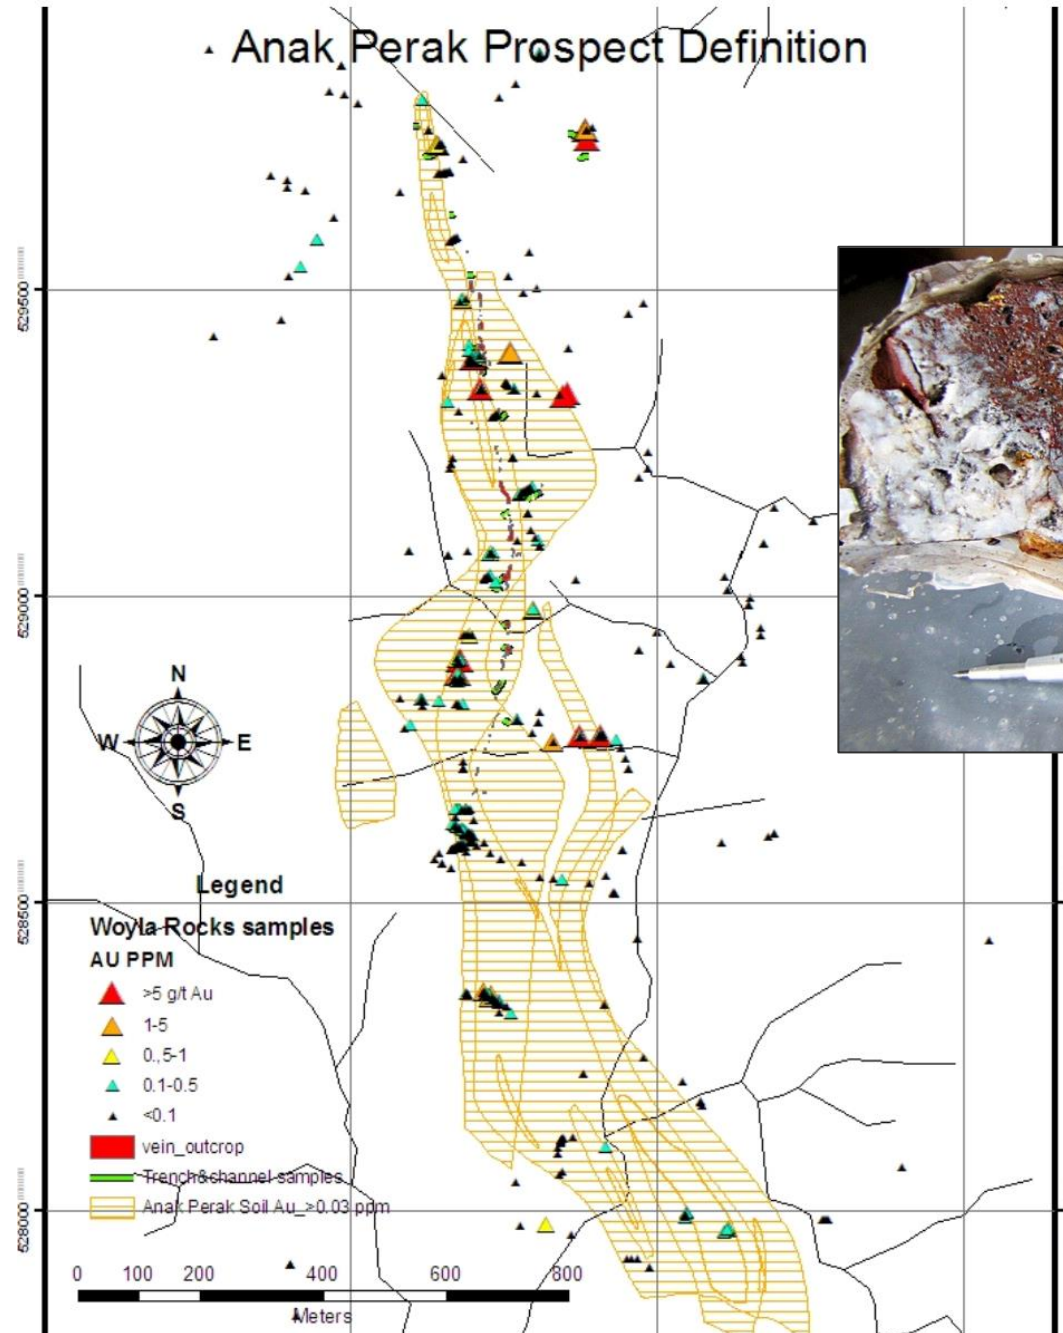 Anak Perak Prospect Definition
529500
529000
528500
528000
N
W E
S
Legend
Woyla Rocks samples
AU PPM
>5 g/t Au
1-5
0.,5-1
0.1-0.5
<0.1
vein_outcrop
Trench&channel-samples
Anak Perak Soil Au_>0.03 ppm
0 100 200 400 600 800
Meters